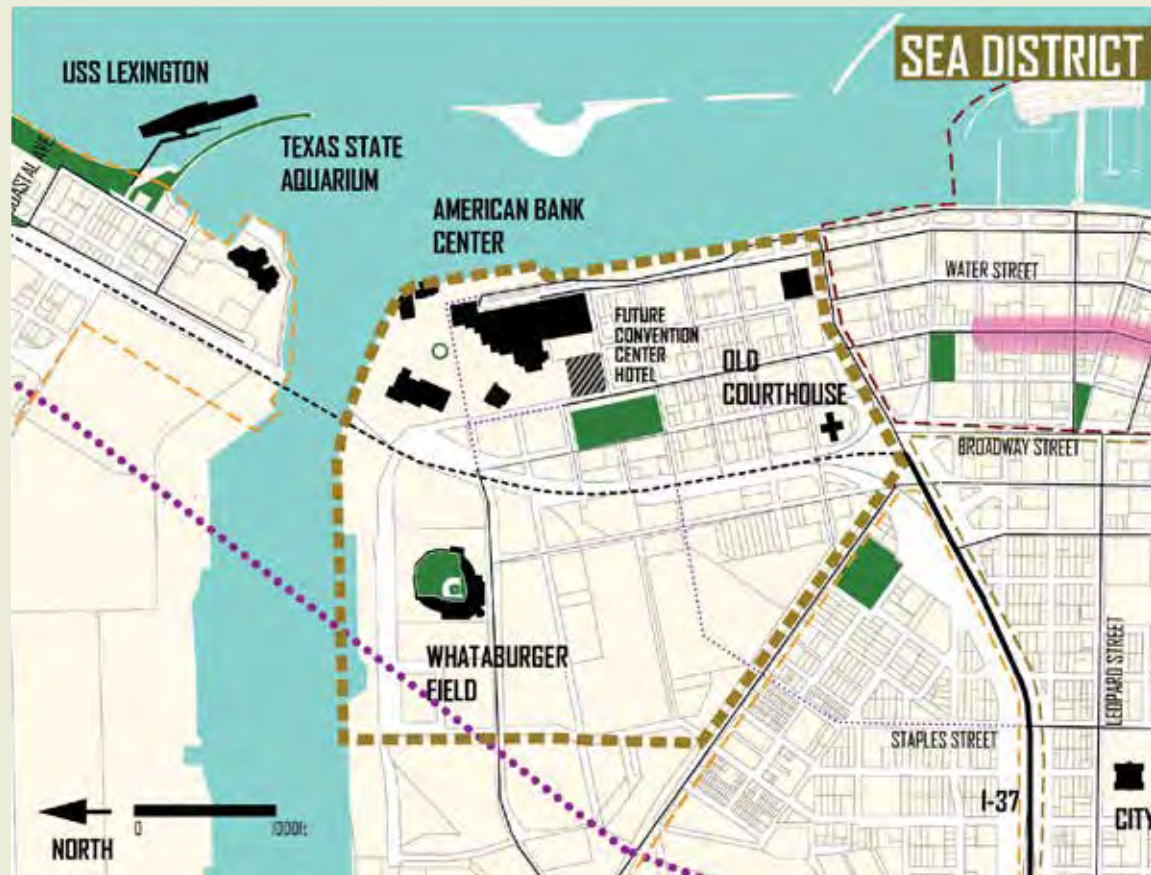 SEA DISTRICT
USS LEXINGTON
TEXAS STATE
AQUARIUM
AMERICAN BANK
CENTER
WATER STREET
FUTURE
CONVENTION
CENTER
HOTEL
OLD
COURTHOUSE
BROADWAY STREET
WHATABURGER
FIELD
LEOPARD STREET
STAPLES STREET
I-37
CITY
NORTH
0
1000ft